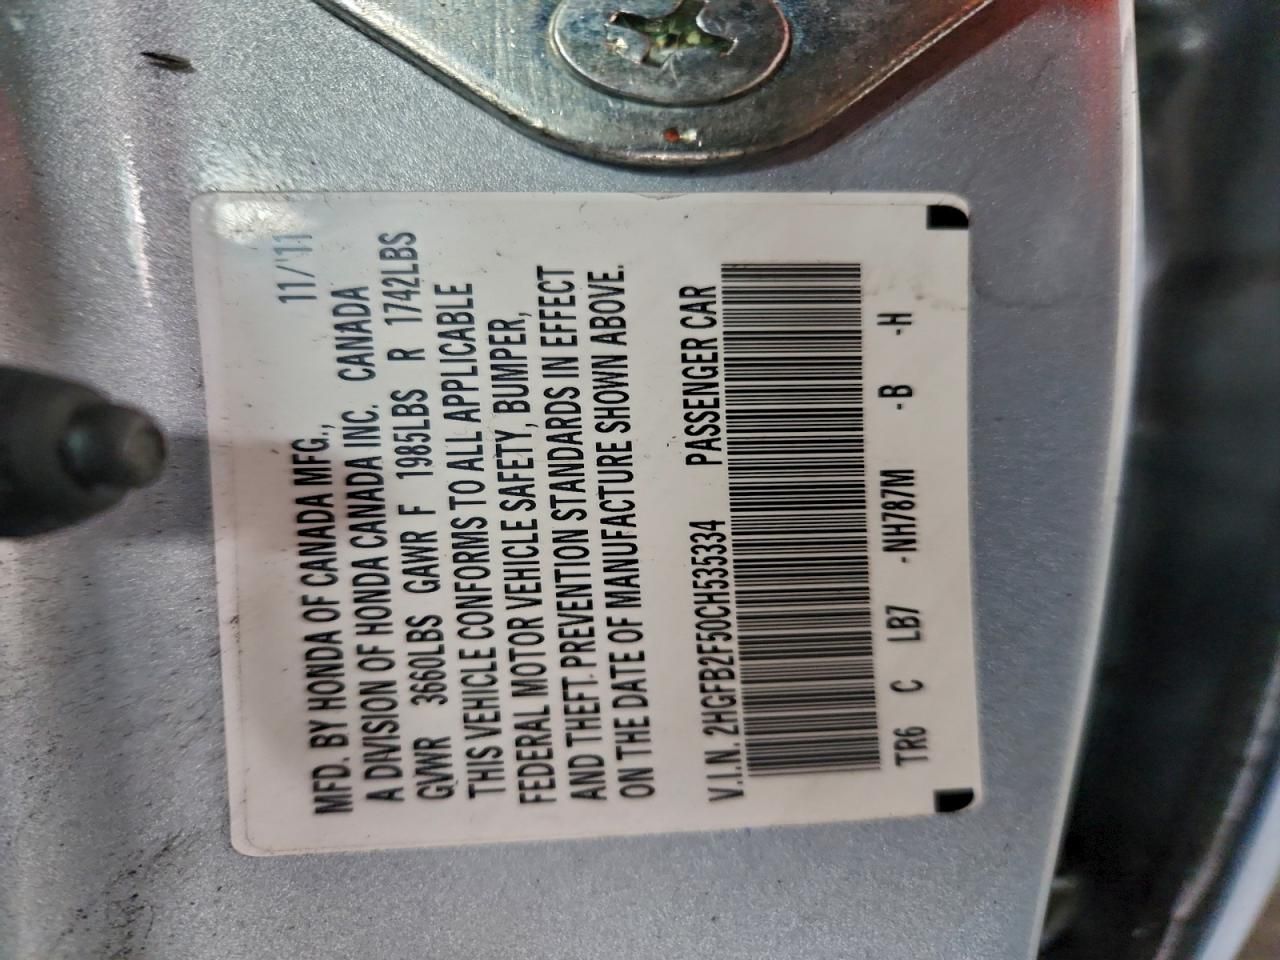 MFD. BY HONDA OF CANADA MFG., 11/'11
A DIVISION OF HONDA CANADA INC. CANADA
GVWR 3660LBS GAWR F 1985LBS R 1742LBS
THIS VEHICLE CONFORMS TO ALL APPLICABLE
FEDERAL MOTOR VEHICLE SAFETY, BUMPER,
AND THEFT PREVENTION STANDARDS IN EFFECT
ON THE DATE OF MANUFACTURE SHOWN ABOVE.
V.I.N. 2HGFB2F50CH535334 PASSENGER CAR
TR6 C LB7 -NH787M -B -H